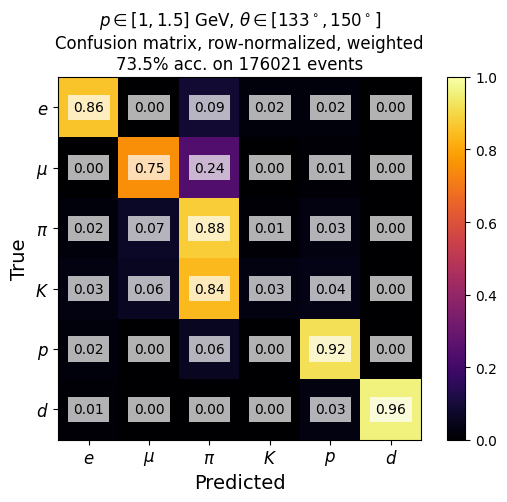 p ∈ [1, 1.5] GeV, θ ∈ [133°, 150°]
Confusion matrix, row-normalized, weighted
73.5% acc. on 176021 events
e 0.86 0.00 0.09 0.02 0.02 0.00
μ 0.00 0.75 0.24 0.00 0.01 0.00
π 0.02 0.07 0.88 0.01 0.03 0.00
K 0.03 0.06 0.84 0.03 0.04 0.00
p 0.02 0.00 0.06 0.00 0.92 0.00
d 0.01 0.00 0.00 0.00 0.03 0.96
e μ π K p d
Predicted
True
1.0
0.8
0.6
0.4
0.2
0.0